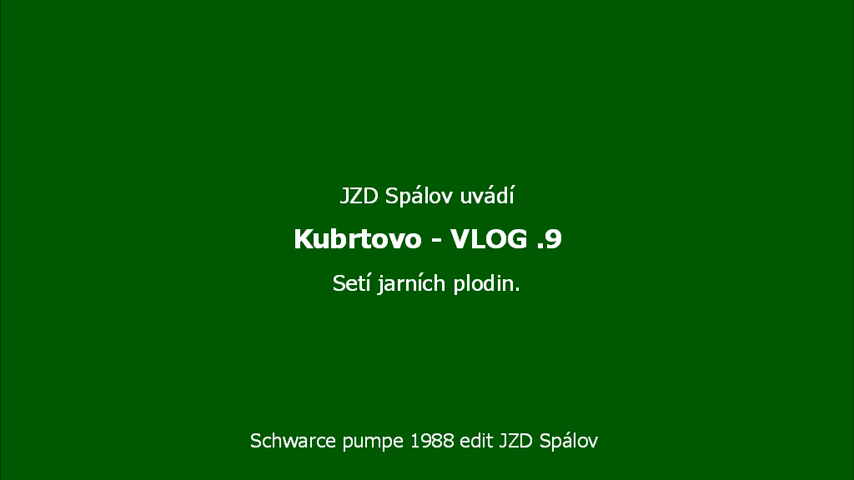 JZD Spálov uvádí
Kubrtovo - VLOG .9
Setí jarních plodin.
Schwarce pumpe 1988 edit JZD Spálov